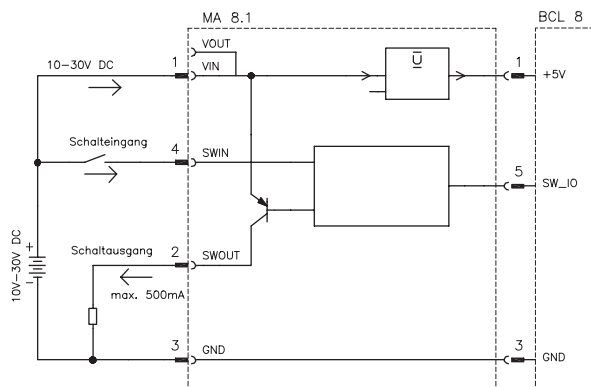 MA 8.1
BCL 8
VOUT
10-30V DC
1
VIN
Ū
1
+5V
Schalteingang
4
SWIN
5
SW_IO
Schaltausgang
2
SWOUT
max. 500mA
10V-30V DC
+
-
3
GND
3
GND